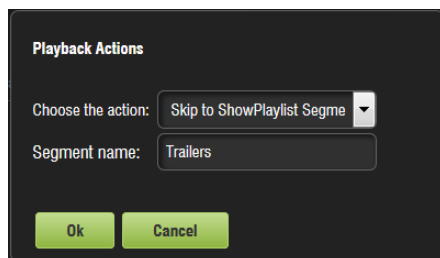 Playback Actions
Choose the action: Skip to ShowPlaylist Segme
Segment name: Trailers
Ok Cancel